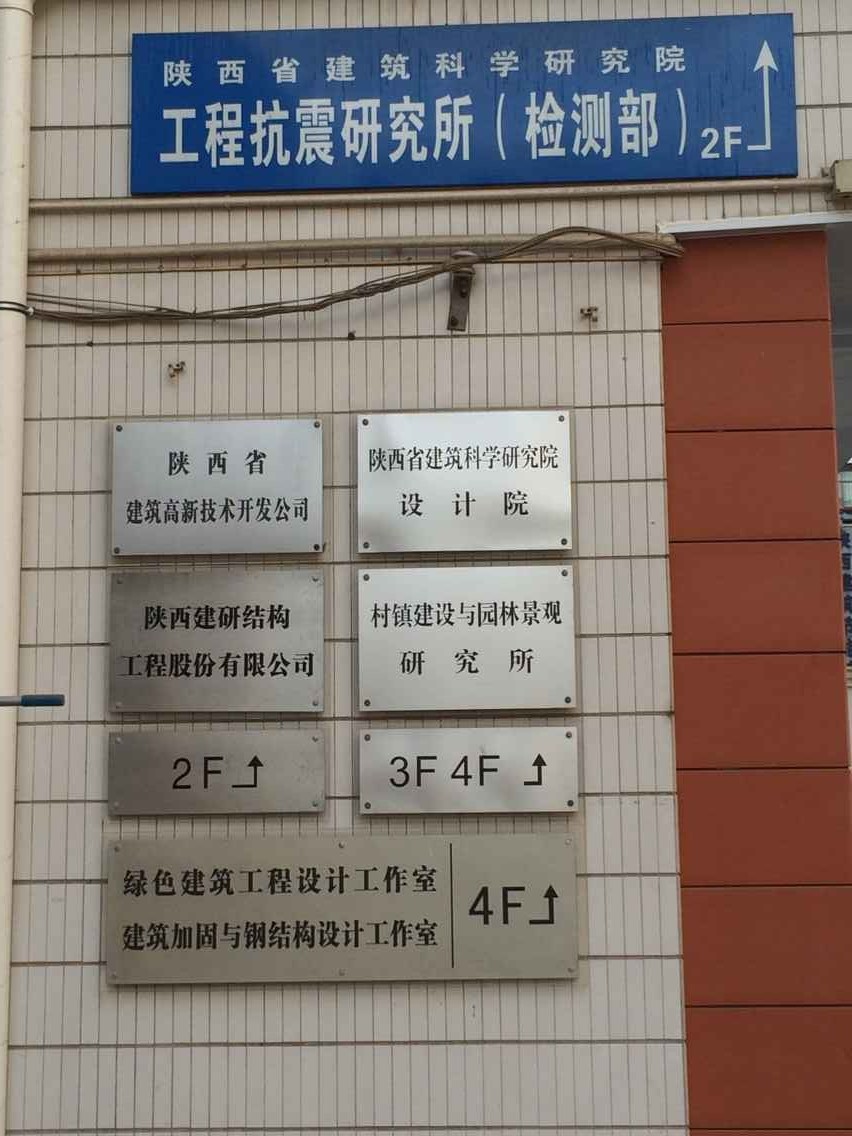 陕西省建筑科学研究院
工程抗震研究所(检测部)2F
陕西省
建筑高新技术开发公司
陕西省建筑科学研究院
设计院
陕西建研结构
工程股份有限公司
村镇建设与园林景观
研究所
2F
3F 4F
绿色建筑工程设计工作室
建筑加固与钢结构设计工作室
4F